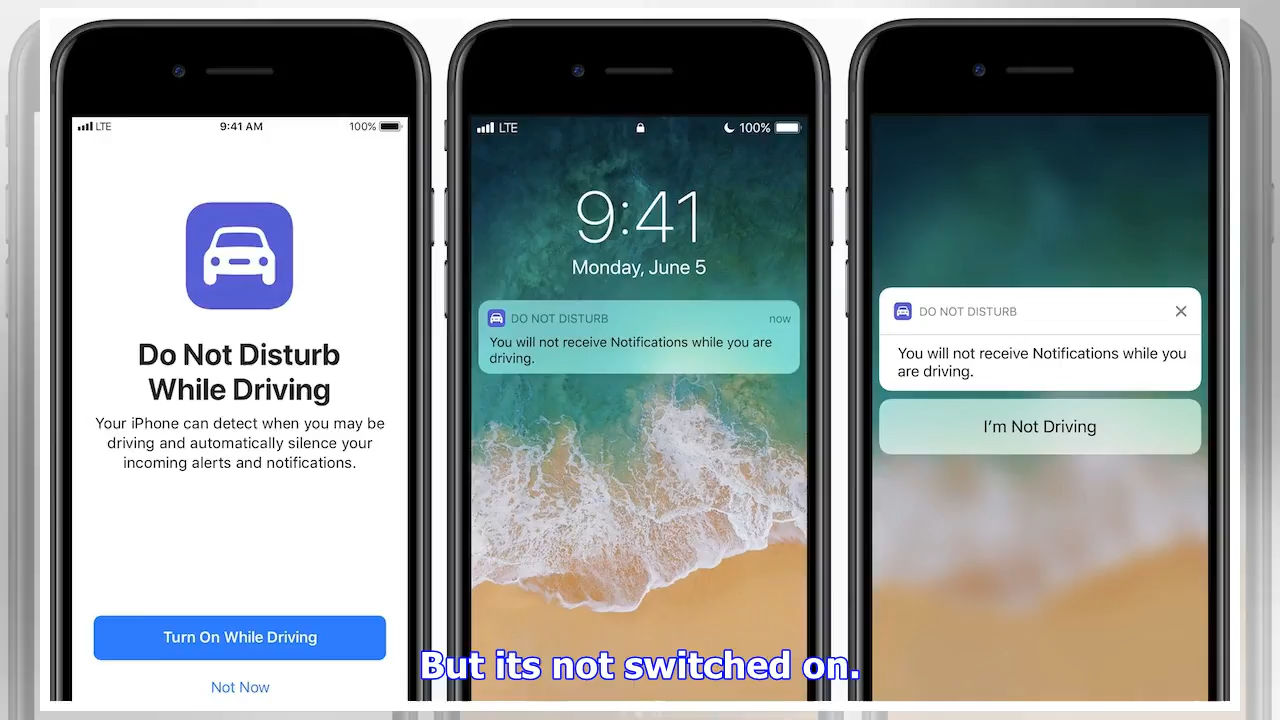 LTE
9:41 AM
100%
Do Not Disturb
While Driving
Your iPhone can detect when you may be
driving and automatically silence your
incoming alerts and notifications.
Turn On While Driving
Not Now
LTE
100%
9:41
Monday, June 5
DO NOT DISTURB
now
You will not receive Notifications while you are
driving.
DO NOT DISTURB
You will not receive Notifications while you
are driving.
I'm Not Driving
But its not switched on.